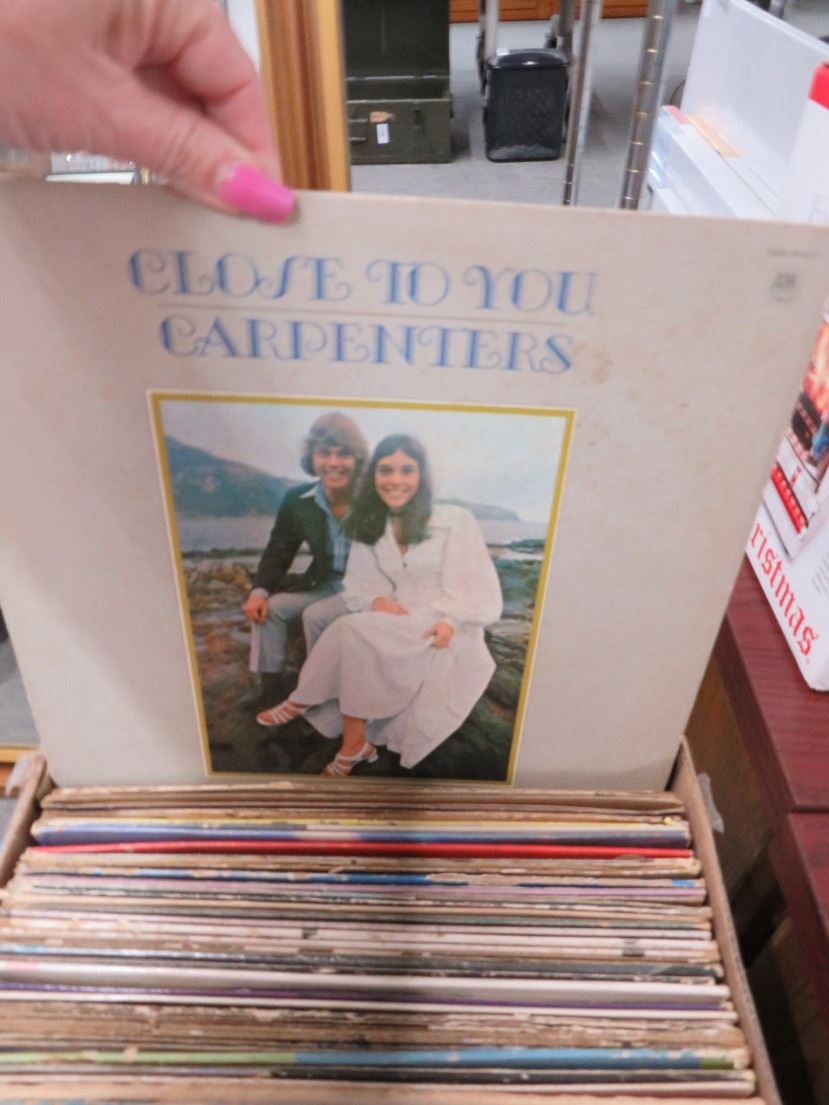 CLOSE TO YOU
CARPENTERS
A&M
ristmas.